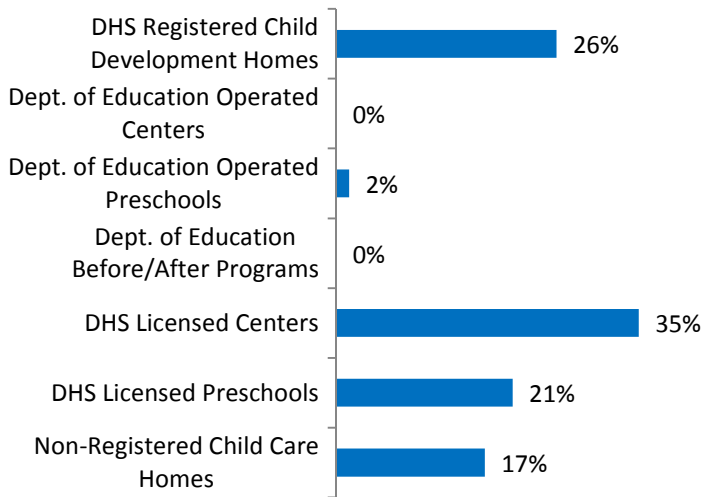 DHS Registered Child
Development Homes
26%
Dept. of Education Operated
Centers
0%
Dept. of Education Operated
Preschools
2%
Dept. of Education
Before/After Programs
0%
DHS Licensed Centers
35%
DHS Licensed Preschools
21%
Non-Registered Child Care
Homes
17%